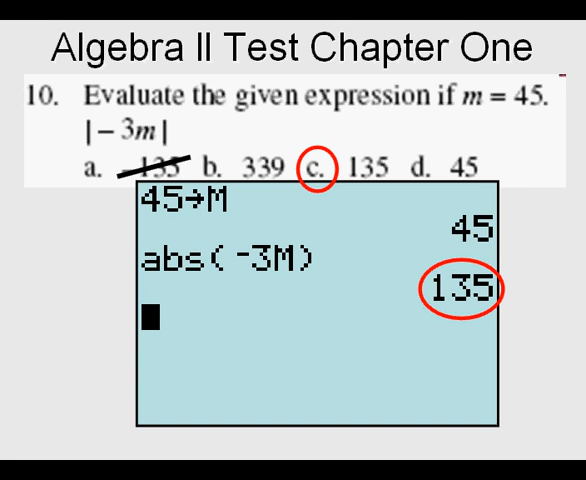 Algebra II Test Chapter One
10. Evaluate the given expression if m = 45.
|− 3m|
a. −135 b. 339 c. 135 d. 45
45→M
45
abs(-3M)
135